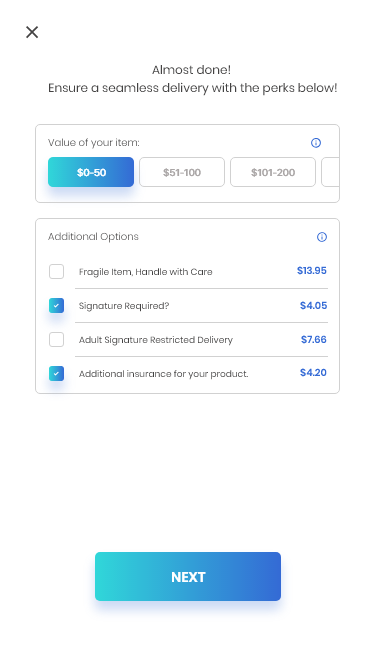 Almost done!
Ensure a seamless delivery with the perks below!
Value of your item:
$0-50 $51-100 $101-200
Additional Options
Fragile Item, Handle with Care $13.95
Signature Required? $4.05
Adult Signature Restricted Delivery $7.66
Additional insurance for your product. $4.20
NEXT